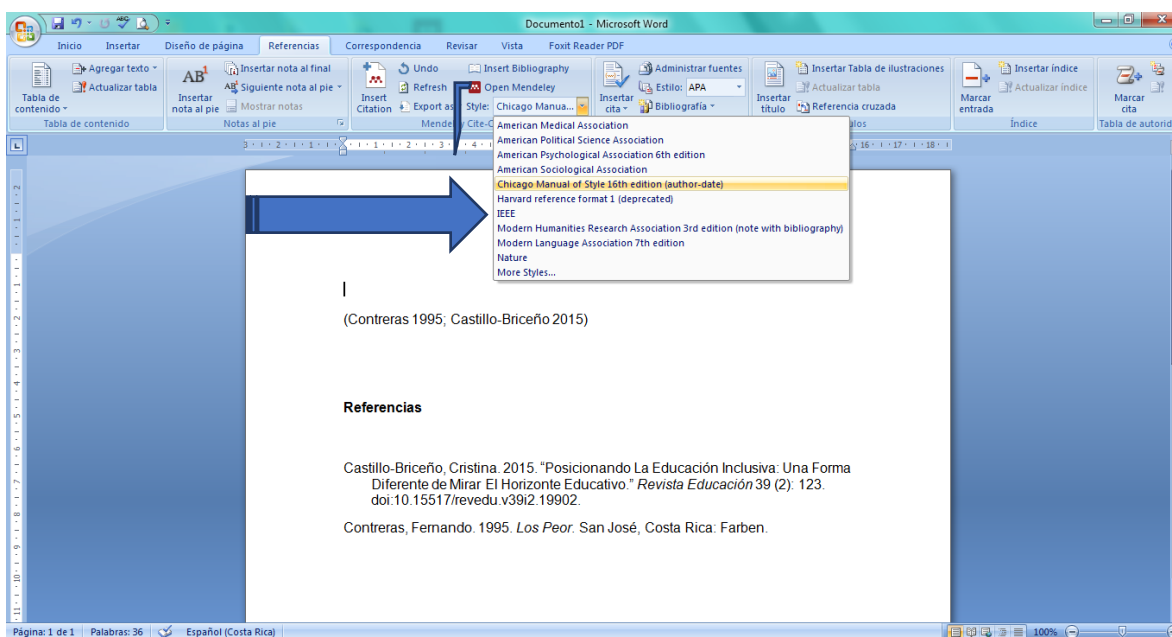 Documento1 - Microsoft Word
Inicio Insertar Diseño de página Referencias Correspondencia Revisar Vista Foxit Reader PDF
Tabla de contenido
Agregar texto
Actualizar tabla
Tabla de contenido
AB1
Insertar nota al pie
Insertar nota al final
Siguiente nota al pie
Mostrar notas
Notas al pie
Insert Citation
Undo
Refresh
Export as
Insert Bibliography
Open Mendeley
Style: Chicago Manua...
Mendeley Cite-O
Insertar cita
Administrar fuentes
Estilo: APA
Bibliografía
Insertar título
Insertar Tabla de ilustraciones
Actualizar tabla
Referencia cruzada
ulos
Marcar entrada
Insertar índice
Actualizar índice
Índice
Marcar cita
Tabla de autorid
American Medical Association
American Political Science Association
American Psychological Association 6th edition
American Sociological Association
Chicago Manual of Style 16th edition (author-date)
Harvard reference format 1 (deprecated)
IEEE
Modern Humanities Research Association 3rd edition (note with bibliography)
Modern Language Association 7th edition
Nature
More Styles...
(Contreras 1995; Castillo-Briceño 2015)
Referencias
Castillo-Briceño, Cristina. 2015. “Posicionando La Educación Inclusiva: Una Forma
Diferente de Mirar El Horizonte Educativo.” Revista Educación 39 (2): 123.
doi:10.15517/revedu.v39i2.19902.
Contreras, Fernando. 1995. Los Peor. San José, Costa Rica: Farben.
Página: 1 de 1 Palabras: 36 Español (Costa Rica) 100%